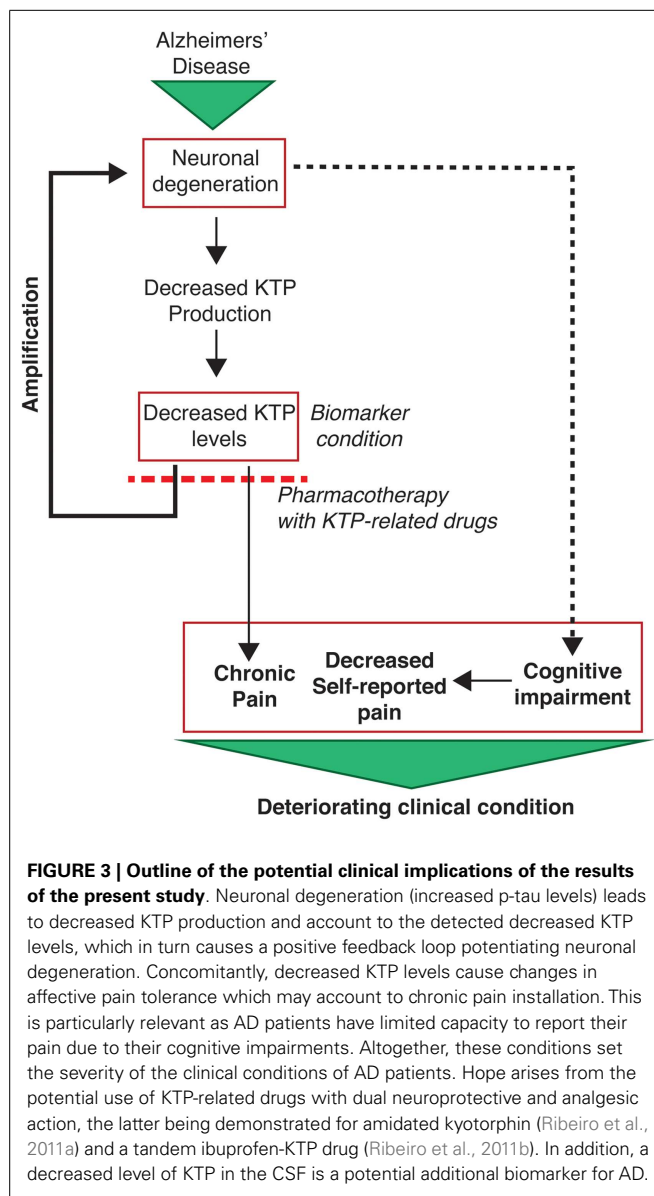 Alzheimers'
Disease
Neuronal
degeneration
Amplification
Decreased KTP
Production
Decreased KTP
levels
Biomarker
condition
Pharmacotherapy
with KTP-related drugs
Chronic
Pain
Decreased
Self-reported
pain
Cognitive
impairment
Deteriorating clinical condition
FIGURE 3 | Outline of the potential clinical implications of the results
of the present study. Neuronal degeneration (increased p-tau levels) leads
to decreased KTP production and account to the detected decreased KTP
levels, which in turn causes a positive feedback loop potentiating neuronal
degeneration. Concomitantly, decreased KTP levels cause changes in
affective pain tolerance which may account to chronic pain installation. This
is particularly relevant as AD patients have limited capacity to report their
pain due to their cognitive impairments. Altogether, these conditions set
the severity of the clinical conditions of AD patients. Hope arises from the
potential use of KTP-related drugs with dual neuroprotective and analgesic
action, the latter being demonstrated for amidated kyotorphin (Ribeiro et al.,
2011a) and a tandem ibuprofen-KTP drug (Ribeiro et al., 2011b). In addition, a
decreased level of KTP in the CSF is a potential additional biomarker for AD.